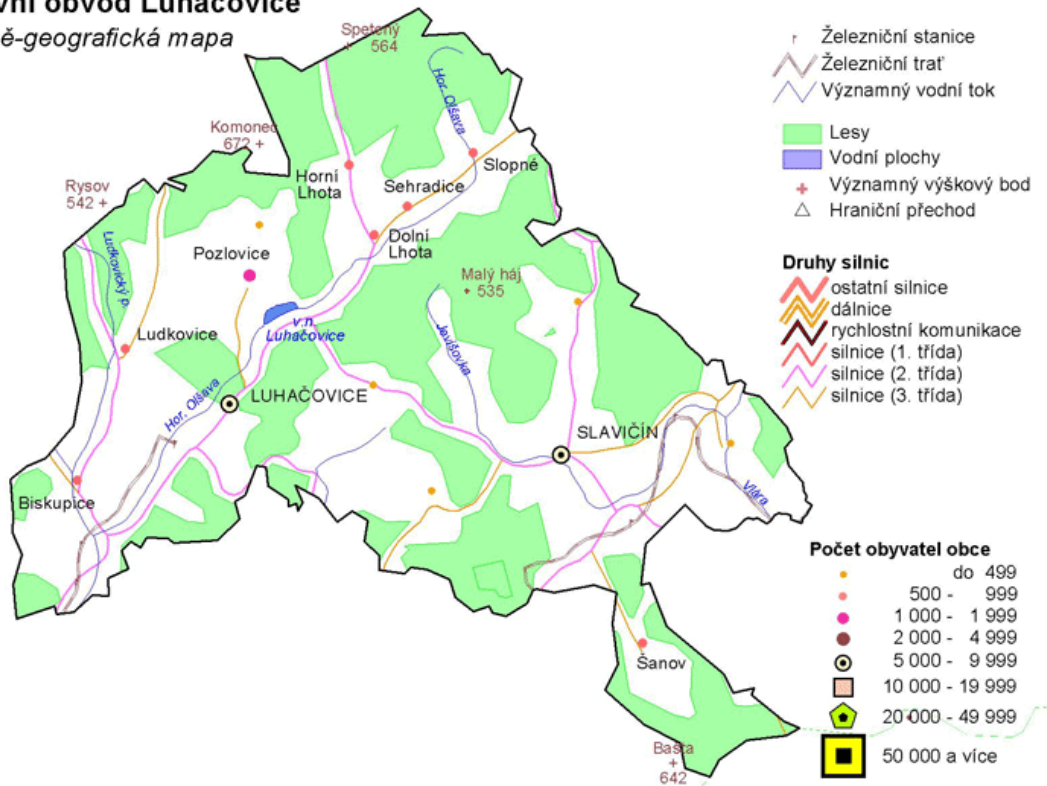 vní obvod Luhačovice
ě-geografická mapa
Spetený
564
Komonec
672 +
Rysov
542 +
Hor. Olšava
Slopné
Horní
Lhota
Sehradice
Dolní
Lhota
Pozlovice
Ludkovický p.
Malý háj
+ 535
Ludkovice
v.n.
Luhačovice
Jevišovka
Hor. Olšava
LUHAČOVICE
SLAVIČÍN
Biskupice
Vlára
Šanov
Bašta
+
642
Železniční stanice
Železniční trať
Významný vodní tok
Lesy
Vodní plochy
Významný výškový bod
Hraniční přechod
Druhy silnic
ostatní silnice
dálnice
rychlostní komunikace
silnice (1. třída)
silnice (2. třída)
silnice (3. třída)
Počet obyvatel obce
do 499
500 - 999
1 000 - 1 999
2 000 - 4 999
5 000 - 9 999
10 000 - 19 999
20 000 - 49 999
50 000 a více